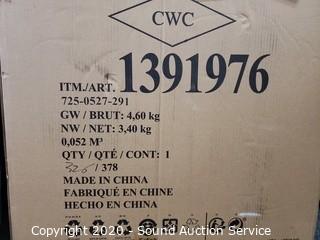 CWC
ITM./ART. 1391976
725-0527-291
GW / BRUT: 4,60 kg
NW / NET: 3,40 kg
0,052 M³
QTY / QTÉ / CONT: 1
326 / 378
MADE IN CHINA
FABRIQUÉ EN CHINE
HECHO EN CHINA
Copyright 2020 - Sound Auction Service